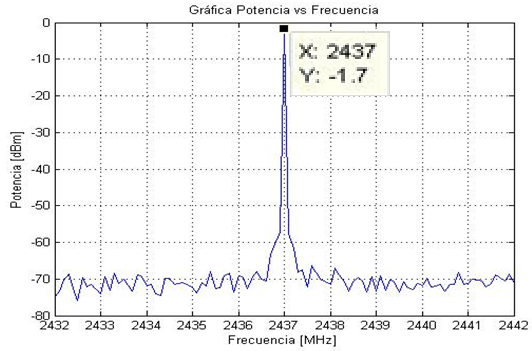 Gráfica Potencia vs Frecuencia
X: 2437
Y: -1.7
Potencia [dBm]
0
-10
-20
-30
-40
-50
-60
-70
-80
2432 2433 2434 2435 2436 2437 2438 2439 2440 2441 2442
Frecuencia [MHz]